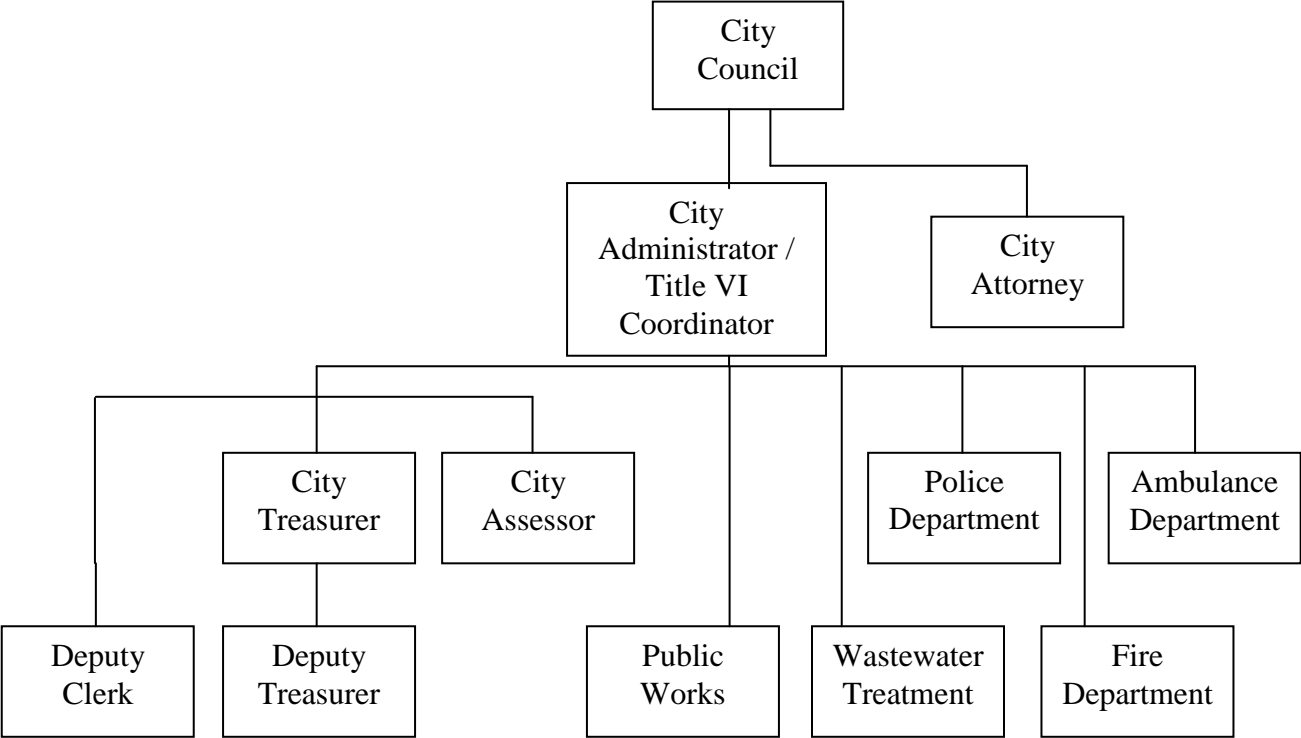 City
Council
City
Administrator /
Title VI
Coordinator
City
Attorney
City
Treasurer
City
Assessor
Police
Department
Ambulance
Department
Deputy
Clerk
Deputy
Treasurer
Public
Works
Wastewater
Treatment
Fire
Department